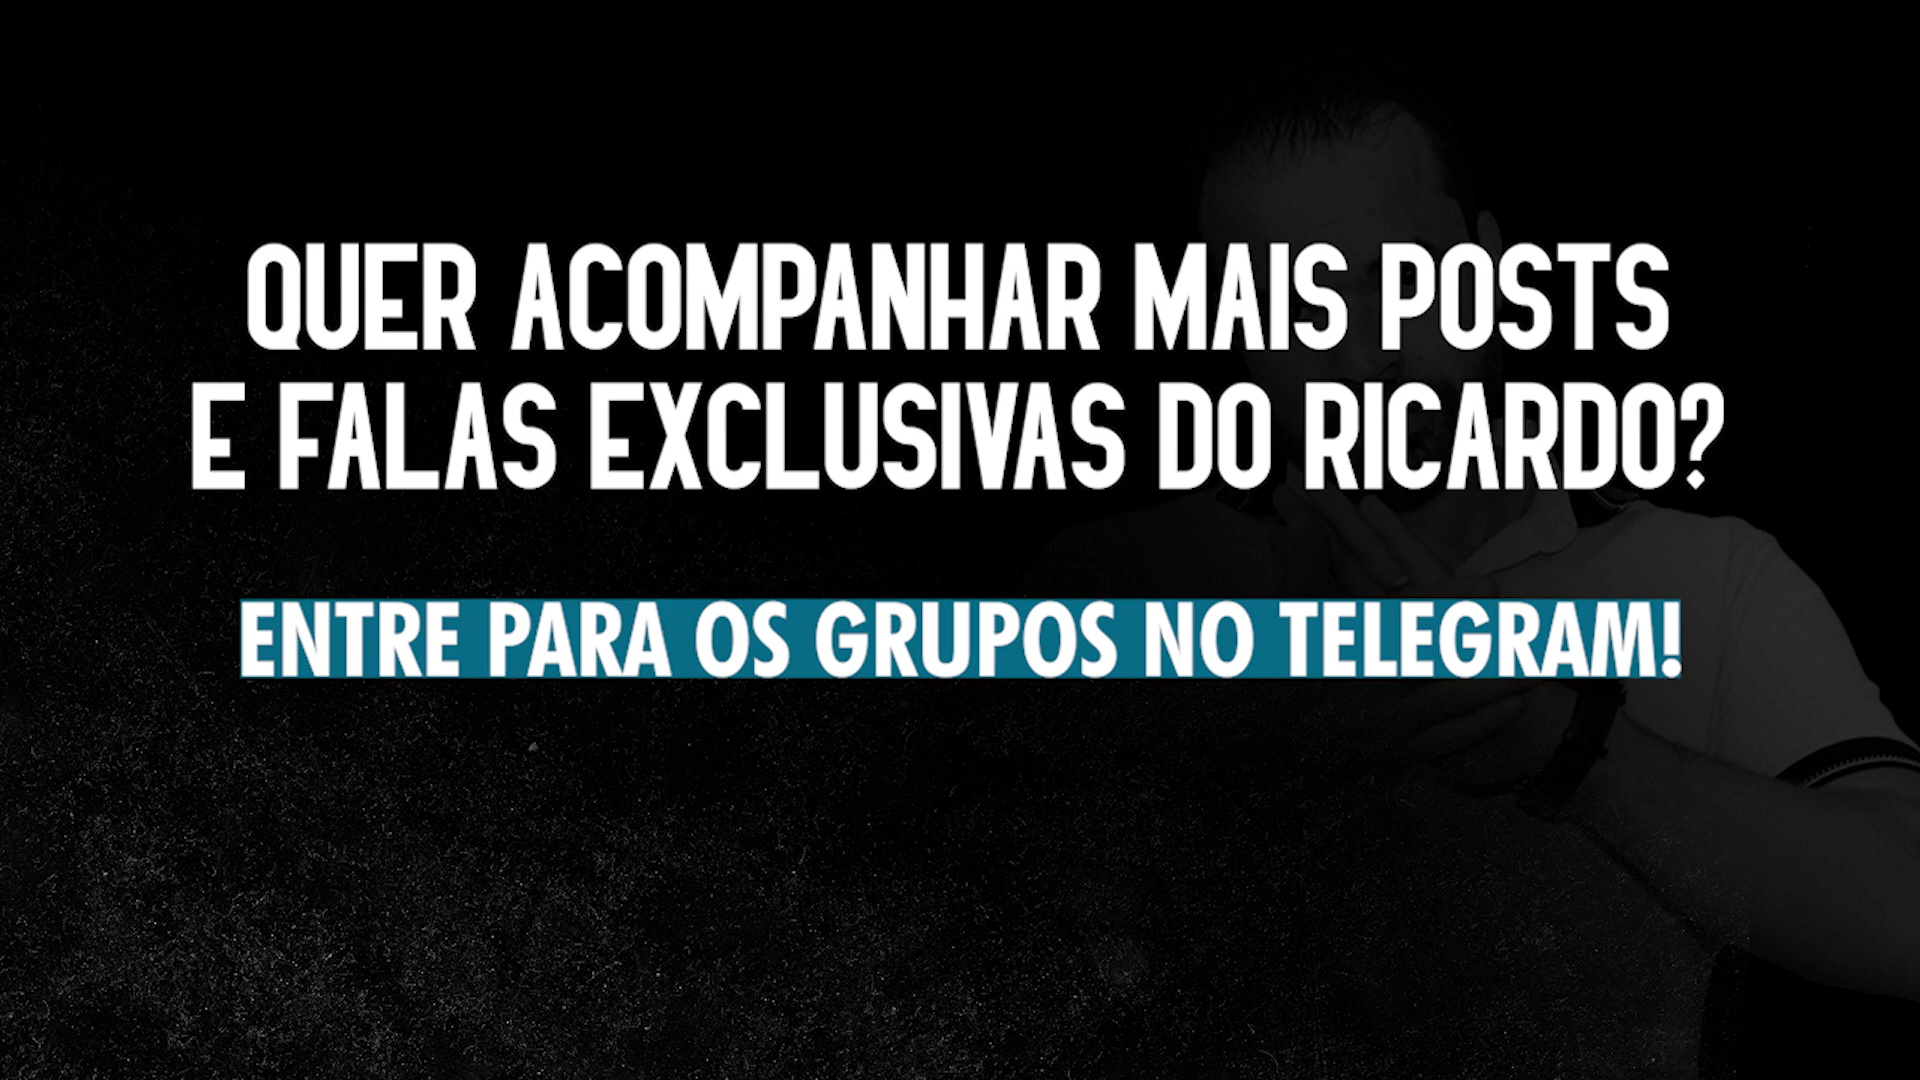 QUER ACOMPANHAR MAIS POSTS
E FALAS EXCLUSIVAS DO RICARDO?
ENTRE PARA OS GRUPOS NO TELEGRAM!